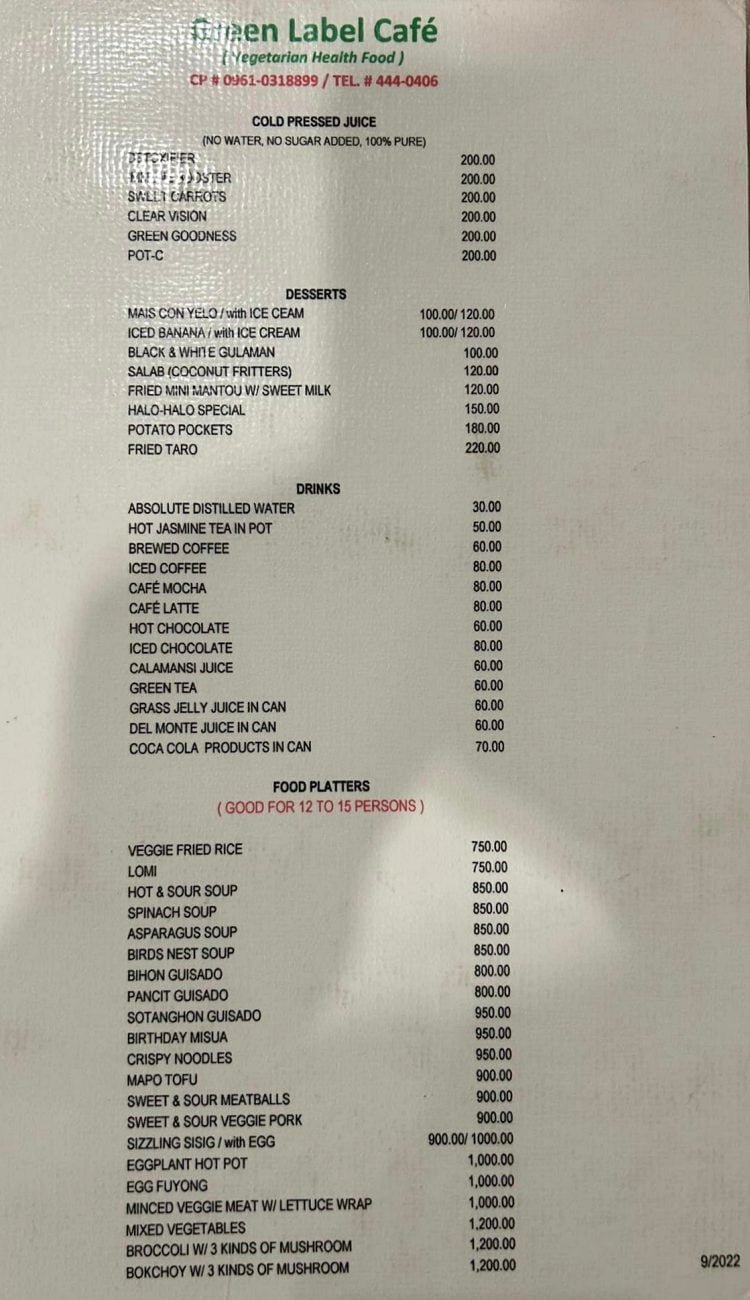 Green Label Café
( Vegetarian Health Food )
CP # 0961-0318899 / TEL. # 444-0406
COLD PRESSED JUICE
(NO WATER, NO SUGAR ADDED, 100% PURE)
DETOXIFIER 200.00
BOOSTER 200.00
SWEET CARROTS 200.00
CLEAR VISION 200.00
GREEN GOODNESS 200.00
POT-C 200.00
DESSERTS
MAIS CON YELO / with ICE CEAM 100.00/ 120.00
ICED BANANA / with ICE CREAM 100.00/ 120.00
BLACK & WHITE GULAMAN 100.00
SALAB (COCONUT FRITTERS) 120.00
FRIED MINI MANTOU W/ SWEET MILK 120.00
HALO-HALO SPECIAL 150.00
POTATO POCKETS 180.00
FRIED TARO 220.00
DRINKS
ABSOLUTE DISTILLED WATER 30.00
HOT JASMINE TEA IN POT 50.00
BREWED COFFEE 60.00
ICED COFFEE 80.00
CAFÉ MOCHA 80.00
CAFÉ LATTE 80.00
HOT CHOCOLATE 60.00
ICED CHOCOLATE 80.00
CALAMANSI JUICE 60.00
GREEN TEA 60.00
GRASS JELLY JUICE IN CAN 60.00
DEL MONTE JUICE IN CAN 60.00
COCA COLA PRODUCTS IN CAN 70.00
FOOD PLATTERS
( GOOD FOR 12 TO 15 PERSONS )
VEGGIE FRIED RICE 750.00
LOMI 750.00
HOT & SOUR SOUP 850.00
SPINACH SOUP 850.00
ASPARAGUS SOUP 850.00
BIRDS NEST SOUP 850.00
BIHON GUISADO 800.00
PANCIT GUISADO 800.00
SOTANGHON GUISADO 950.00
BIRTHDAY MISUA 950.00
CRISPY NOODLES 950.00
MAPO TOFU 900.00
SWEET & SOUR MEATBALLS 900.00
SWEET & SOUR VEGGIE PORK 900.00
SIZZLING SISIG / with EGG 900.00/ 1000.00
EGGPLANT HOT POT 1,000.00
EGG FUYONG 1,000.00
MINCED VEGGIE MEAT W/ LETTUCE WRAP 1,000.00
MIXED VEGETABLES 1,200.00
BROCCOLI W/ 3 KINDS OF MUSHROOM 1,200.00
BOKCHOY W/ 3 KINDS OF MUSHROOM 1,200.00
9/2022